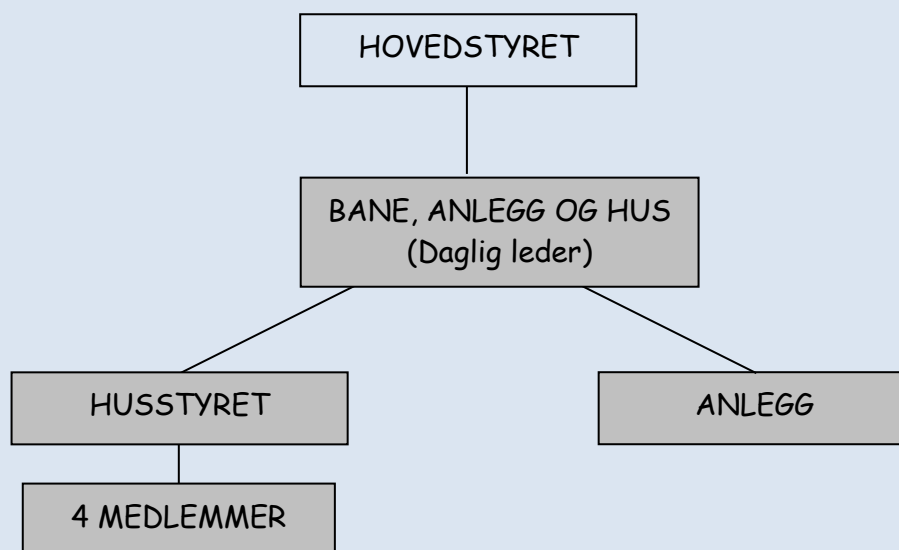 HOVEDSTYRET
BANE, ANLEGG OG HUS
(Daglig leder)
HUSSTYRET
ANLEGG
4 MEDLEMMER